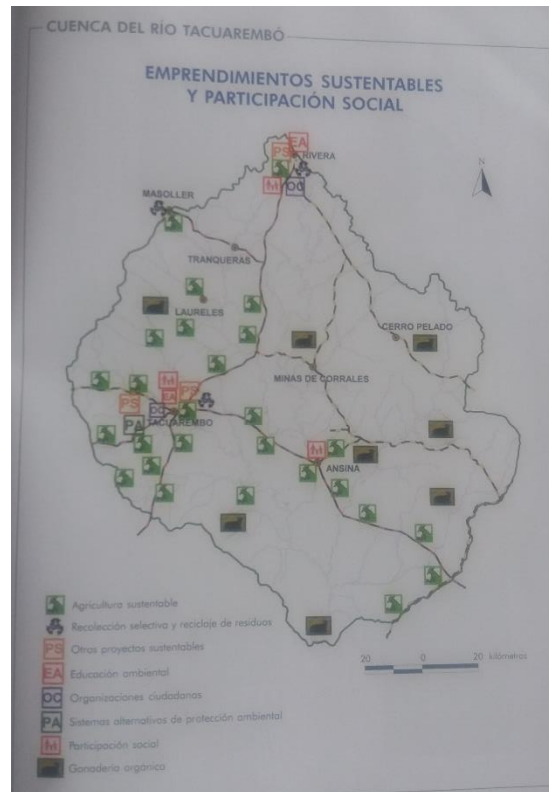 CUENCA DEL RÍO TACUAREMBÓ
EMPRENDIMIENTOS SUSTENTABLES
Y PARTICIPACIÓN SOCIAL
N
EA
PS
RIVERA
OC
MASOLLER
TRANQUERAS
LAURELES
CERRO PELADO
MINAS DE CORRALES
PS
EA
PS
OC
PA
TACUAREMBO
ANSINA
20 0 20 kilómetros
Agricultura sustentable
Recolección selectiva y reciclaje de residuos
PS Otros proyectos sustentables
EA Educación ambiental
OC Organizaciones ciudadanas
PA Sistemas alternativos de protección ambiental
Participación social
Ganadería orgánica